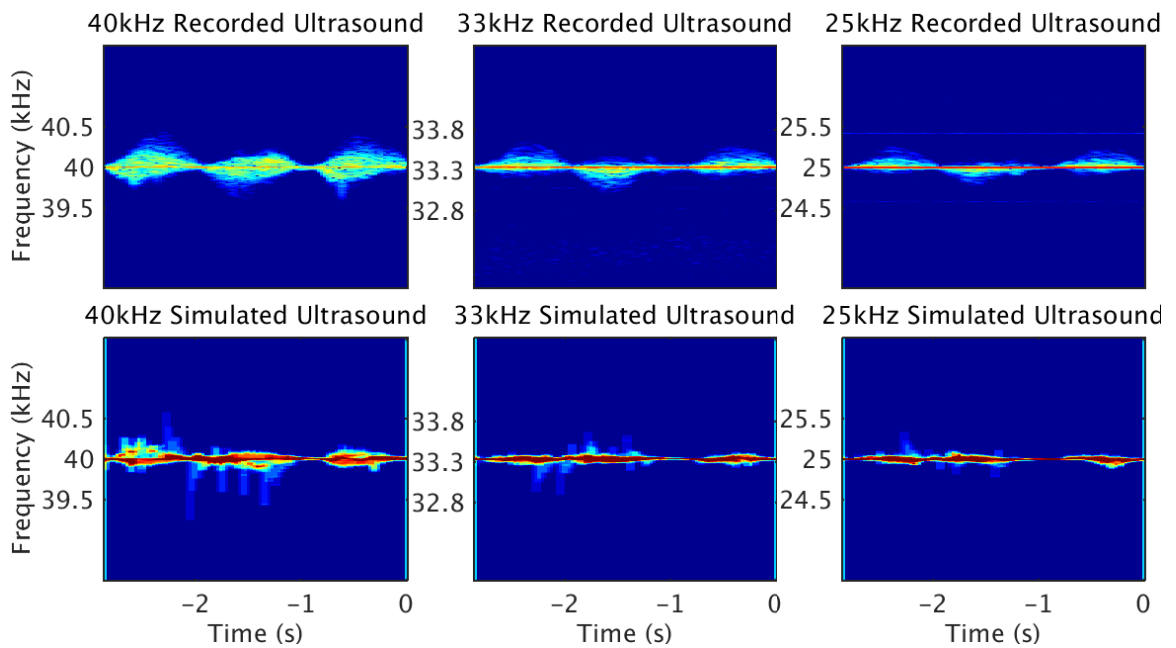 40kHz Recorded Ultrasound
33kHz Recorded Ultrasound
25kHz Recorded Ultrasound
Frequency (kHz)
40.5
40
39.5
33.8
33.3
32.8
25.5
25
24.5
40kHz Simulated Ultrasound
33kHz Simulated Ultrasound
25kHz Simulated Ultrasound
Frequency (kHz)
40.5
40
39.5
33.8
33.3
32.8
25.5
25
24.5
-2
-1
0
-2
-1
0
-2
-1
0
Time (s)
Time (s)
Time (s)